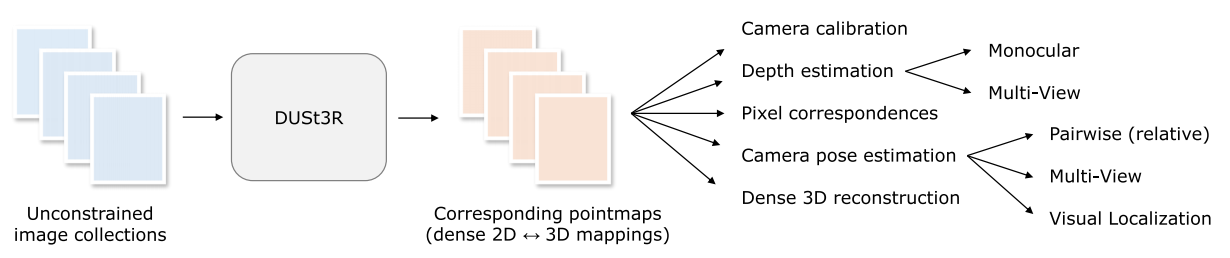 Unconstrained
image collections
DUSt3R
Corresponding pointmaps
(dense 2D ↔ 3D mappings)
Camera calibration
Depth estimation
Monocular
Multi-View
Pixel correspondences
Camera pose estimation
Pairwise (relative)
Multi-View
Visual Localization
Dense 3D reconstruction